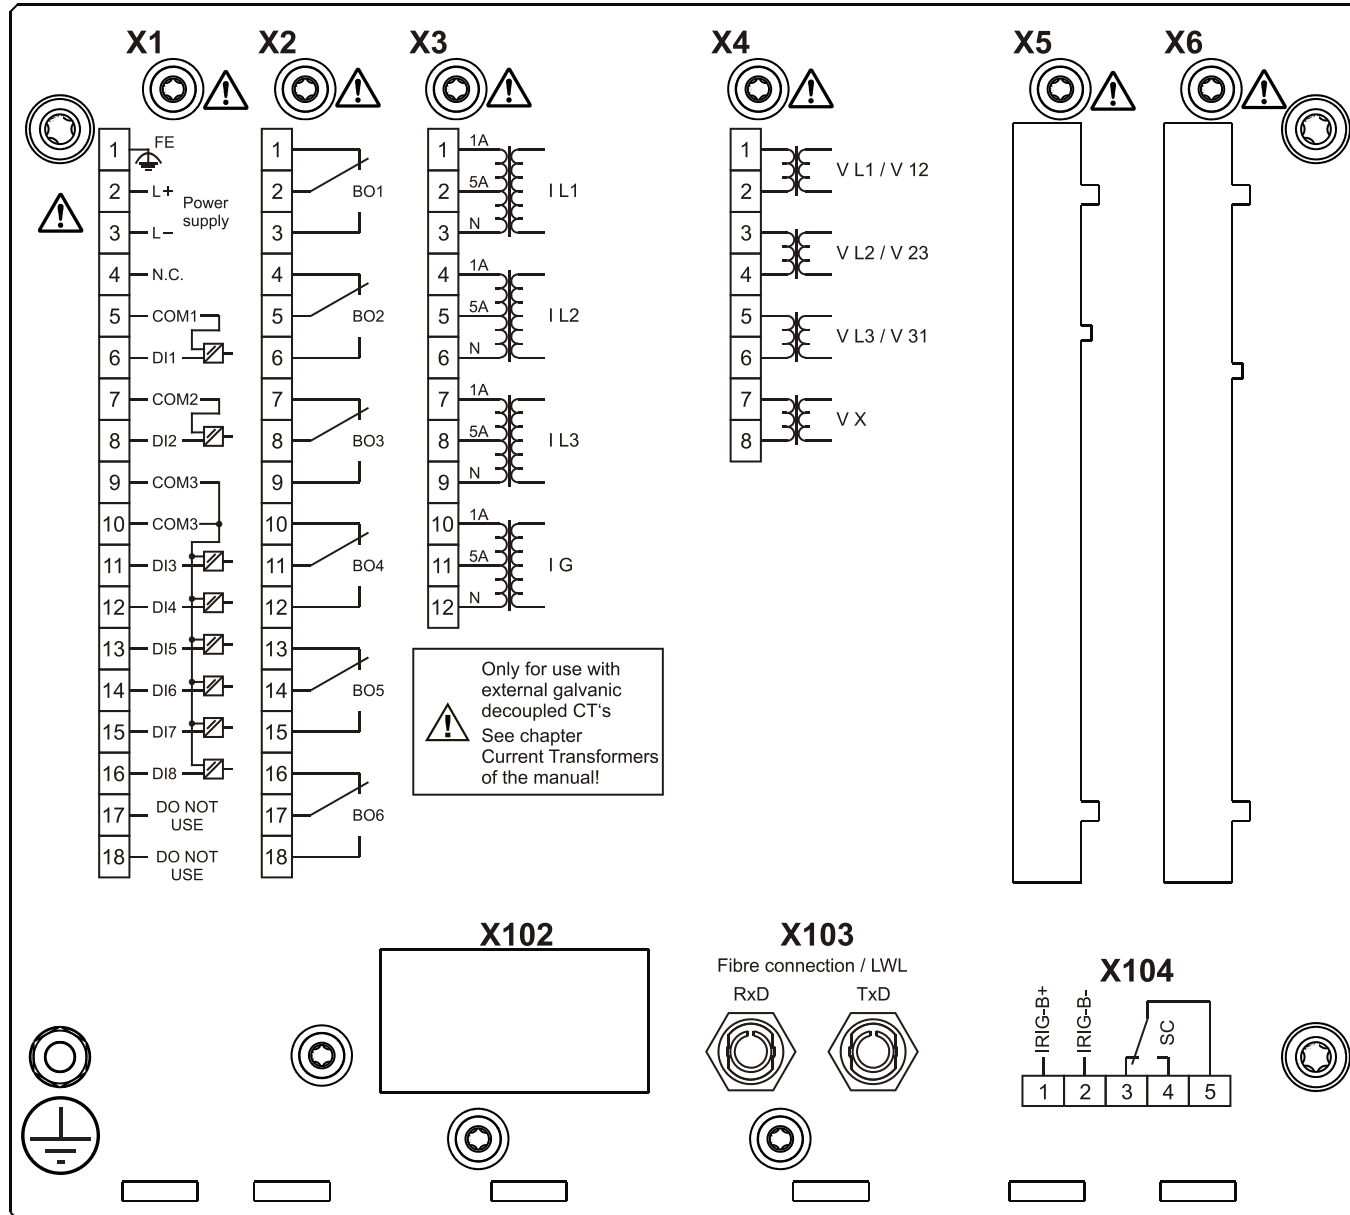 X1
X2
X3
X4
X5
X6
1 FE
2 L+
Power
supply
3 L−
4 N.C.
5 COM1
6 DI1
7 COM2
8 DI2
9 COM3
10 COM3
11 DI3
12 DI4
13 DI5
14 DI6
15 DI7
16 DI8
17 DO NOT
USE
18 DO NOT
USE
1
2 BO1
3
4
5 BO2
6
7
8 BO3
9
10
11 BO4
12
13
14 BO5
15
16
17 BO6
18
1 1A
2 5A I L1
3 N
4 1A
5 5A I L2
6 N
7 1A
8 5A I L3
9 N
10 1A
11 5A I G
12 N
Only for use with
external galvanic
decoupled CT‘s
See chapter
Current Transformers
of the manual!
1
V L1 / V 12
2
3
V L2 / V 23
4
5
V L3 / V 31
6
7
V X
8
X102
X103
Fibre connection / LWL
RxD TxD
X104
IRIG-B+
IRIG-B-
SC
1 2 3 4 5